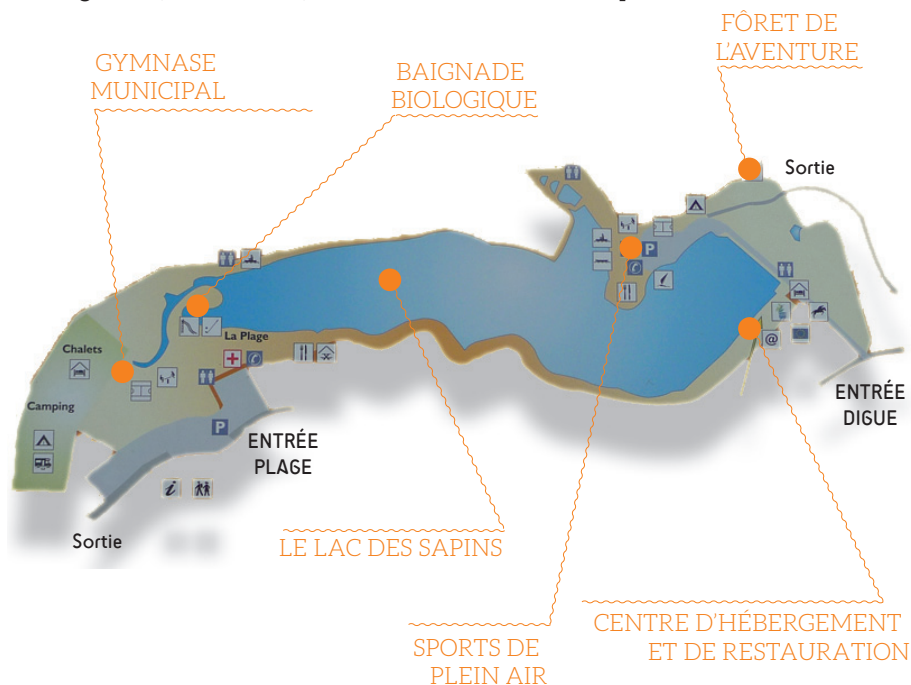 FÔRET DE
L'AVENTURE
GYMNASE
MUNICIPAL
BAIGNADE
BIOLOGIQUE
Sortie
P
La Plage
Chalets
@
Camping
ENTRÉE
DIGUE
P
ENTRÉE
PLAGE
i
Sortie
LE LAC DES SAPINS
CENTRE D'HÉBERGEMENT
ET DE RESTAURATION
SPORTS DE
PLEIN AIR